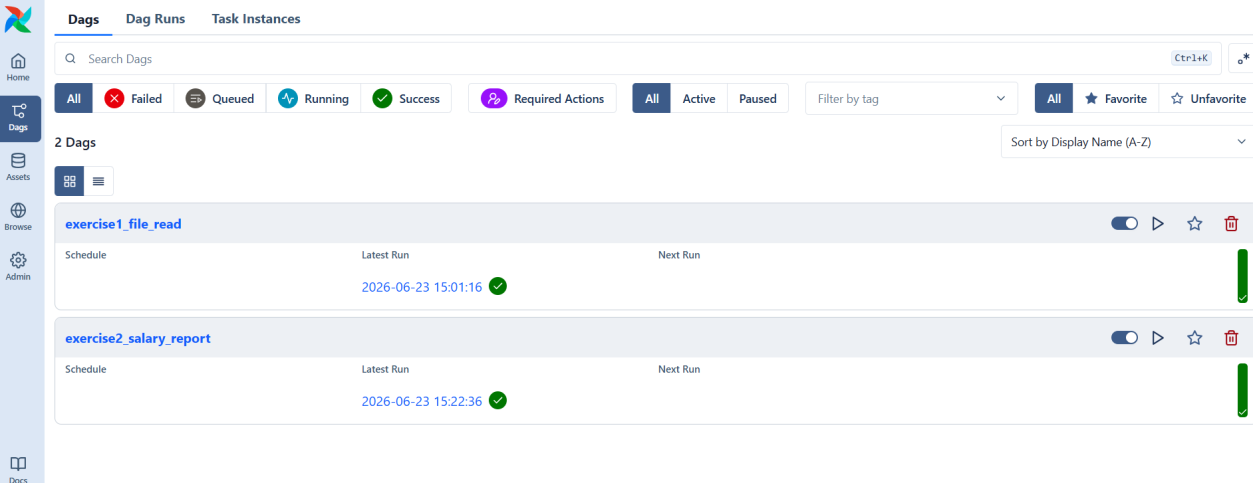 Dags Dag Runs Task Instances
Search Dags Ctrl+K .*
Home
All Failed Queued Running Success Required Actions All Active Paused Filter by tag All Favorite Unfavorite
Dags
2 Dags Sort by Display Name (A-Z)
Assets
exercise1_file_read
Browse
Schedule Latest Run Next Run
Admin
2026-06-23 15:01:16
exercise2_salary_report
Schedule Latest Run Next Run
2026-06-23 15:22:36
Docs